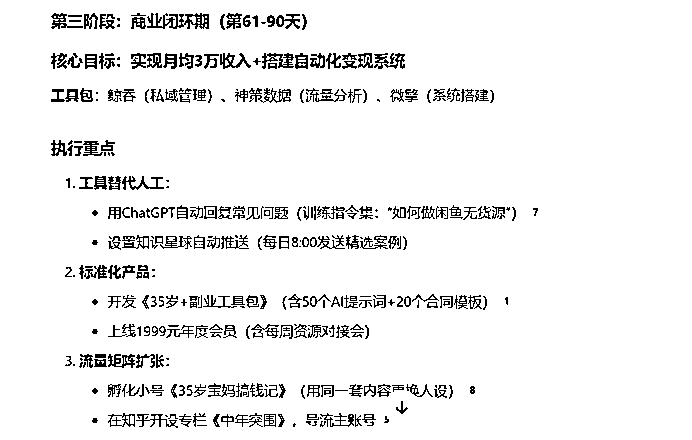 第三阶段：商业闭环期（第61-90天）
核心目标：实现月均3万收入+搭建自动化变现系统
工具包：鲸吞（私域管理）、神策数据（流量分析）、微擎（系统搭建）
执行重点
1. 工具替代人工：
• 用ChatGPT自动回复常见问题（训练指令集：“如何做闲鱼无货源”） 7
• 设置知识星球自动推送（每日8:00发送精选案例）
2. 标准化产品：
• 开发《35岁+副业工具包》（含50个AI提示词+20个合同模板） 1
• 上线1999元年度会员（含每周资源对接会）
3. 流量矩阵扩张：
• 孵化小号《35岁宝妈搞钱记》（用同一套内容更换人设） 8
• 在知乎开设专栏《中年突围》，导流主账号